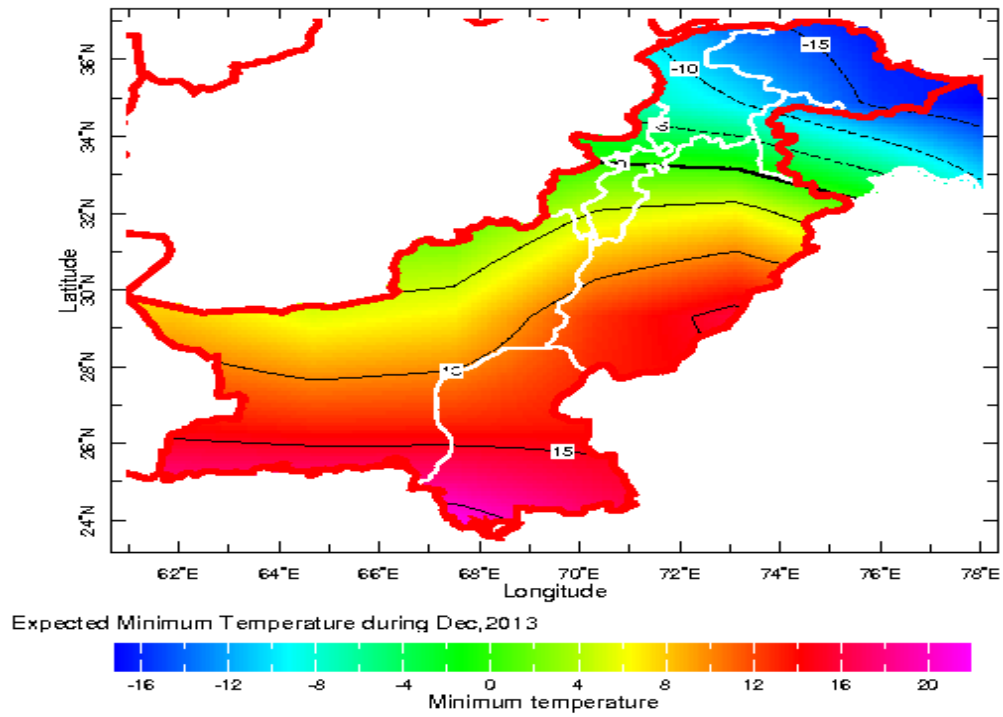 36°N
34°N
32°N
30°N
28°N
26°N
24°N
Latitude
-15
-10
-5
15
62°E 64°E 66°E 68°E 70°E 72°E 74°E 76°E 78°E
Longitude
Expected Minimum Temperature during Dec,2013
-16 -12 -8 -4 0 4 8 12 16 20
Minimum temperature